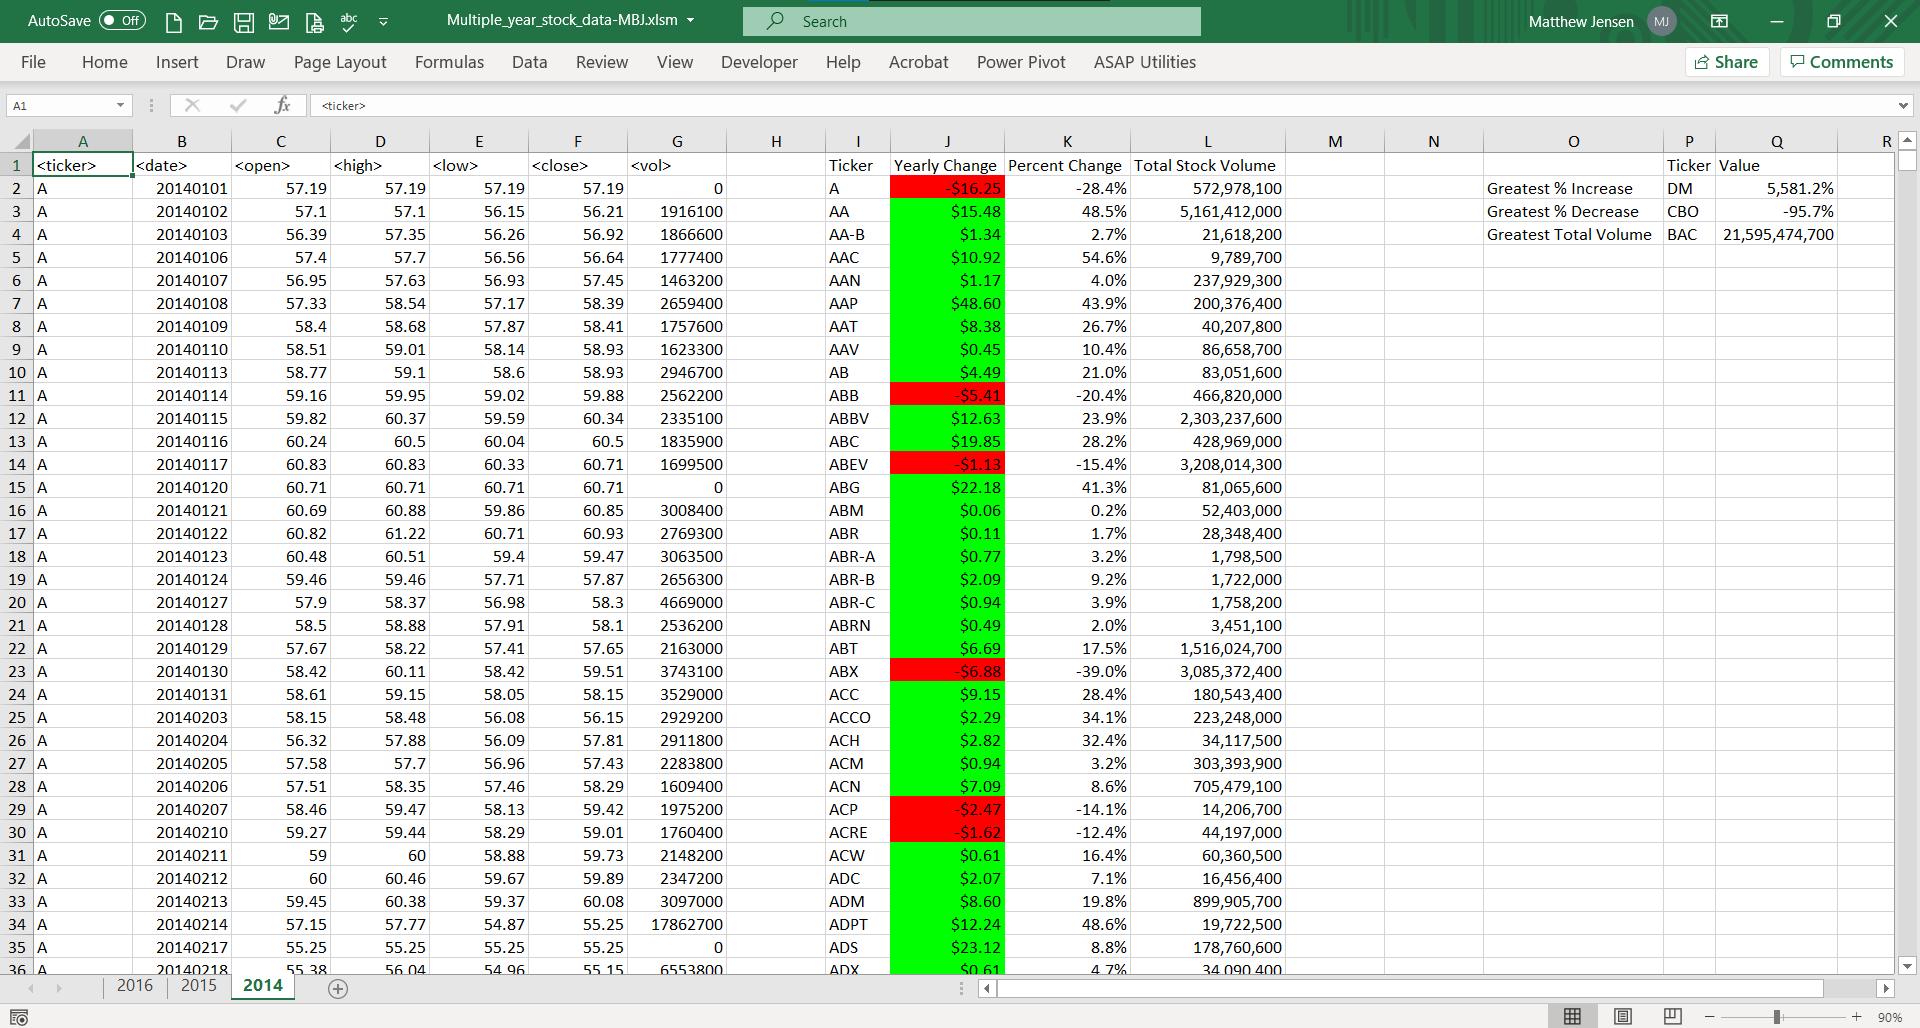 AutoSave Off abc Multiple_year_stock_data-MBJ.xlsm Search Matthew Jensen MJ
File Home Insert Draw Page Layout Formulas Data Review View Developer Help Acrobat Power Pivot ASAP Utilities Share Comments
A1 fx <ticker>
A B C D E F G H I J K L M N O P Q R
1 <ticker> <date> <open> <high> <low> <close> <vol> Ticker Yearly Change Percent Change Total Stock Volume Ticker Value
2 A 20140101 57.19 57.19 57.19 57.19 0 A -$16.25 -28.4% 572,978,100 Greatest % Increase DM 5,581.2%
3 A 20140102 57.1 57.1 56.15 56.21 1916100 AA $15.48 48.5% 5,161,412,000 Greatest % Decrease CBO -95.7%
4 A 20140103 56.39 57.35 56.26 56.92 1866600 AA-B $1.34 2.7% 21,618,200 Greatest Total Volume BAC 21,595,474,700
5 A 20140106 57.4 57.7 56.56 56.64 1777400 AAC $10.92 54.6% 9,789,700
6 A 20140107 56.95 57.63 56.93 57.45 1463200 AAN $1.17 4.0% 237,929,300
7 A 20140108 57.33 58.54 57.17 58.39 2659400 AAP $48.60 43.9% 200,376,400
8 A 20140109 58.4 58.68 57.87 58.41 1757600 AAT $8.38 26.7% 40,207,800
9 A 20140110 58.51 59.01 58.14 58.93 1623300 AAV $0.45 10.4% 86,658,700
10 A 20140113 58.77 59.1 58.6 58.93 2946700 AB $4.49 21.0% 83,051,600
11 A 20140114 59.16 59.95 59.02 59.88 2562200 ABB -$5.41 -20.4% 466,820,000
12 A 20140115 59.82 60.37 59.59 60.34 2335100 ABBV $12.63 23.9% 2,303,237,600
13 A 20140116 60.24 60.5 60.04 60.5 1835900 ABC $19.85 28.2% 428,969,000
14 A 20140117 60.83 60.83 60.33 60.71 1699500 ABEV -$1.13 -15.4% 3,208,014,300
15 A 20140120 60.71 60.71 60.71 60.71 0 ABG $22.18 41.3% 81,065,600
16 A 20140121 60.69 60.88 59.86 60.85 3008400 ABM $0.06 0.2% 52,403,000
17 A 20140122 60.82 61.22 60.71 60.93 2769300 ABR $0.11 1.7% 28,348,400
18 A 20140123 60.48 60.51 59.4 59.47 3063500 ABR-A $0.77 3.2% 1,798,500
19 A 20140124 59.46 59.46 57.71 57.87 2656300 ABR-B $2.09 9.2% 1,722,000
20 A 20140127 57.9 58.37 56.98 58.3 4669000 ABR-C $0.94 3.9% 1,758,200
21 A 20140128 58.5 58.88 57.91 58.1 2536200 ABRN $0.49 2.0% 3,451,100
22 A 20140129 57.67 58.22 57.41 57.65 2163000 ABT $6.69 17.5% 1,516,024,700
23 A 20140130 58.42 60.11 58.42 59.51 3743100 ABX -$6.88 -39.0% 3,085,372,400
24 A 20140131 58.61 59.15 58.05 58.15 3529000 ACC $9.15 28.4% 180,543,400
25 A 20140203 58.15 58.48 56.08 56.15 2929200 ACCO $2.29 34.1% 223,248,000
26 A 20140204 56.32 57.88 56.09 57.81 2911800 ACH $2.82 32.4% 34,117,500
27 A 20140205 57.58 57.7 56.96 57.43 2283800 ACM $0.94 3.2% 303,393,900
28 A 20140206 57.51 58.35 57.46 58.29 1609400 ACN $7.09 8.6% 705,479,100
29 A 20140207 58.46 59.47 58.13 59.42 1975200 ACP -$2.47 -14.1% 14,206,700
30 A 20140210 59.27 59.44 58.29 59.01 1760400 ACRE -$1.62 -12.4% 44,197,000
31 A 20140211 59 60 58.88 59.73 2148200 ACW $0.61 16.4% 60,360,500
32 A 20140212 60 60.46 59.67 59.89 2347200 ADC $2.07 7.1% 16,456,400
33 A 20140213 59.45 60.38 59.37 60.08 3097000 ADM $8.60 19.8% 899,905,700
34 A 20140214 57.15 57.77 54.87 55.25 17862700 ADPT $12.24 48.6% 19,722,500
35 A 20140217 55.25 55.25 55.25 55.25 0 ADS $23.12 8.8% 178,760,600
36 A 20140218 55.38 56.04 54.96 55.15 6553800 ADX $0.61 4.7% 34,090,400
2016 2015 2014
90%